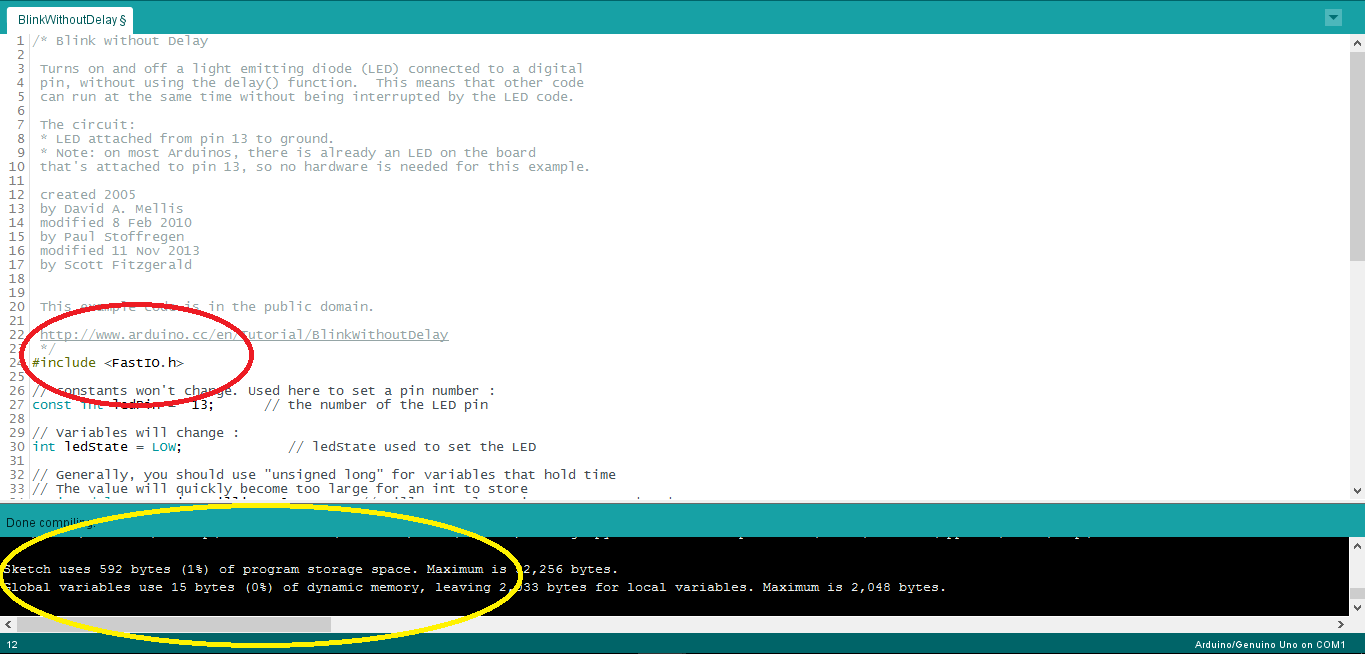 BlinkWithoutDelay §
1 /* Blink without Delay
2
3 Turns on and off a light emitting diode (LED) connected to a digital
4 pin, without using the delay() function.  This means that other code
5 can run at the same time without being interrupted by the LED code.
6
7 The circuit:
8 * LED attached from pin 13 to ground.
9 * Note: on most Arduinos, there is already an LED on the board
10 that's attached to pin 13, so no hardware is needed for this example.
11
12 created 2005
13 by David A. Mellis
14 modified 8 Feb 2010
15 by Paul Stoffregen
16 modified 11 Nov 2013
17 by Scott Fitzgerald
18
19
20 This example code is in the public domain.
21
22 http://www.arduino.cc/en/Tutorial/BlinkWithoutDelay
23 */
24 #include <FastIO.h>
25
26 // constants won't change. Used here to set a pin number :
27 const int ledPin =  13;      // the number of the LED pin
28
29 // Variables will change :
30 int ledState = LOW;             // ledState used to set the LED
31
32 // Generally, you should use "unsigned long" for variables that hold time
33 // The value will quickly become too large for an int to store
Done compiling.
Sketch uses 592 bytes (1%) of program storage space. Maximum is 32,256 bytes.
Global variables use 15 bytes (0%) of dynamic memory, leaving 2,033 bytes for local variables. Maximum is 2,048 bytes.
12
Arduino/Genuino Uno on COM1